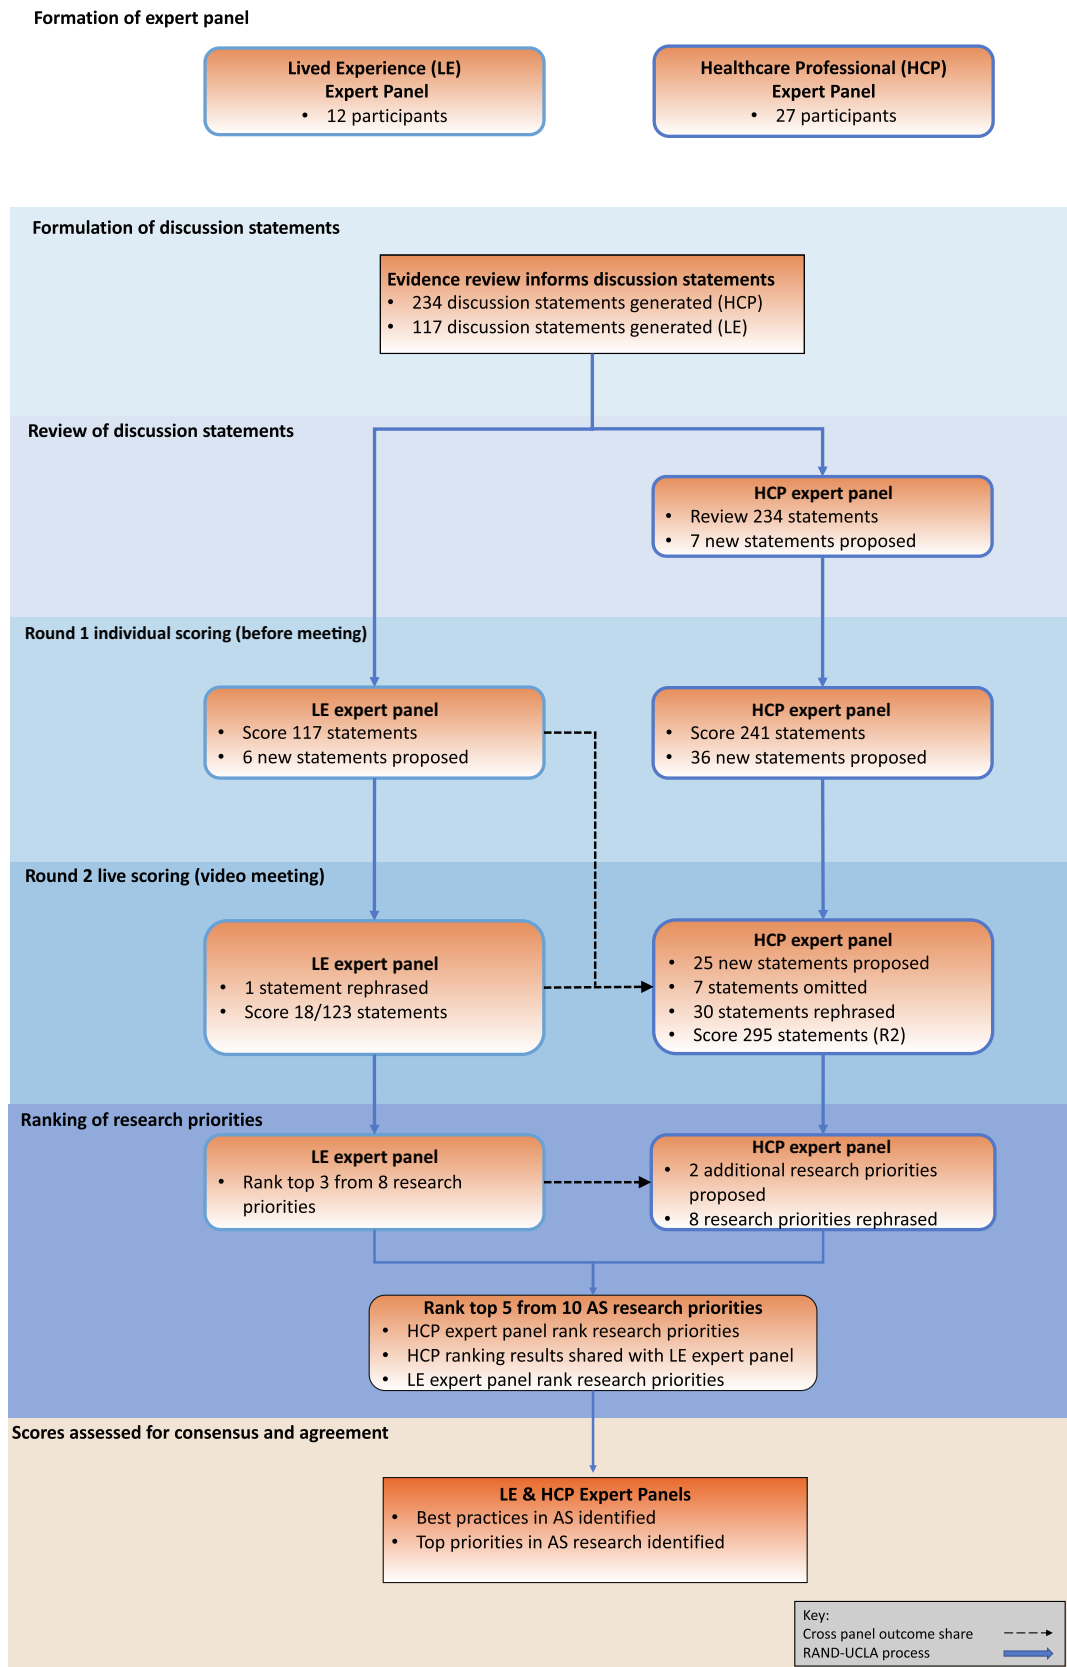 Formation of expert panel
Lived Experience (LE)
Expert Panel
• 12 participants
Healthcare Professional (HCP)
Expert Panel
• 27 participants
Formulation of discussion statements
Evidence review informs discussion statements
• 234 discussion statements generated (HCP)
• 117 discussion statements generated (LE)
Review of discussion statements
HCP expert panel
• Review 234 statements
• 7 new statements proposed
Round 1 individual scoring (before meeting)
LE expert panel
• Score 117 statements
• 6 new statements proposed
HCP expert panel
• Score 241 statements
• 36 new statements proposed
Round 2 live scoring (video meeting)
LE expert panel
• 1 statement rephrased
• Score 18/123 statements
HCP expert panel
• 25 new statements proposed
• 7 statements omitted
• 30 statements rephrased
• Score 295 statements (R2)
Ranking of research priorities
LE expert panel
• Rank top 3 from 8 research
priorities
HCP expert panel
• 2 additional research priorities
proposed
• 8 research priorities rephrased
Rank top 5 from 10 AS research priorities
• HCP expert panel rank research priorities
• HCP ranking results shared with LE expert panel
• LE expert panel rank research priorities
Scores assessed for consensus and agreement
LE & HCP Expert Panels
• Best practices in AS identified
• Top priorities in AS research identified
Key:
Cross panel outcome share
RAND-UCLA process